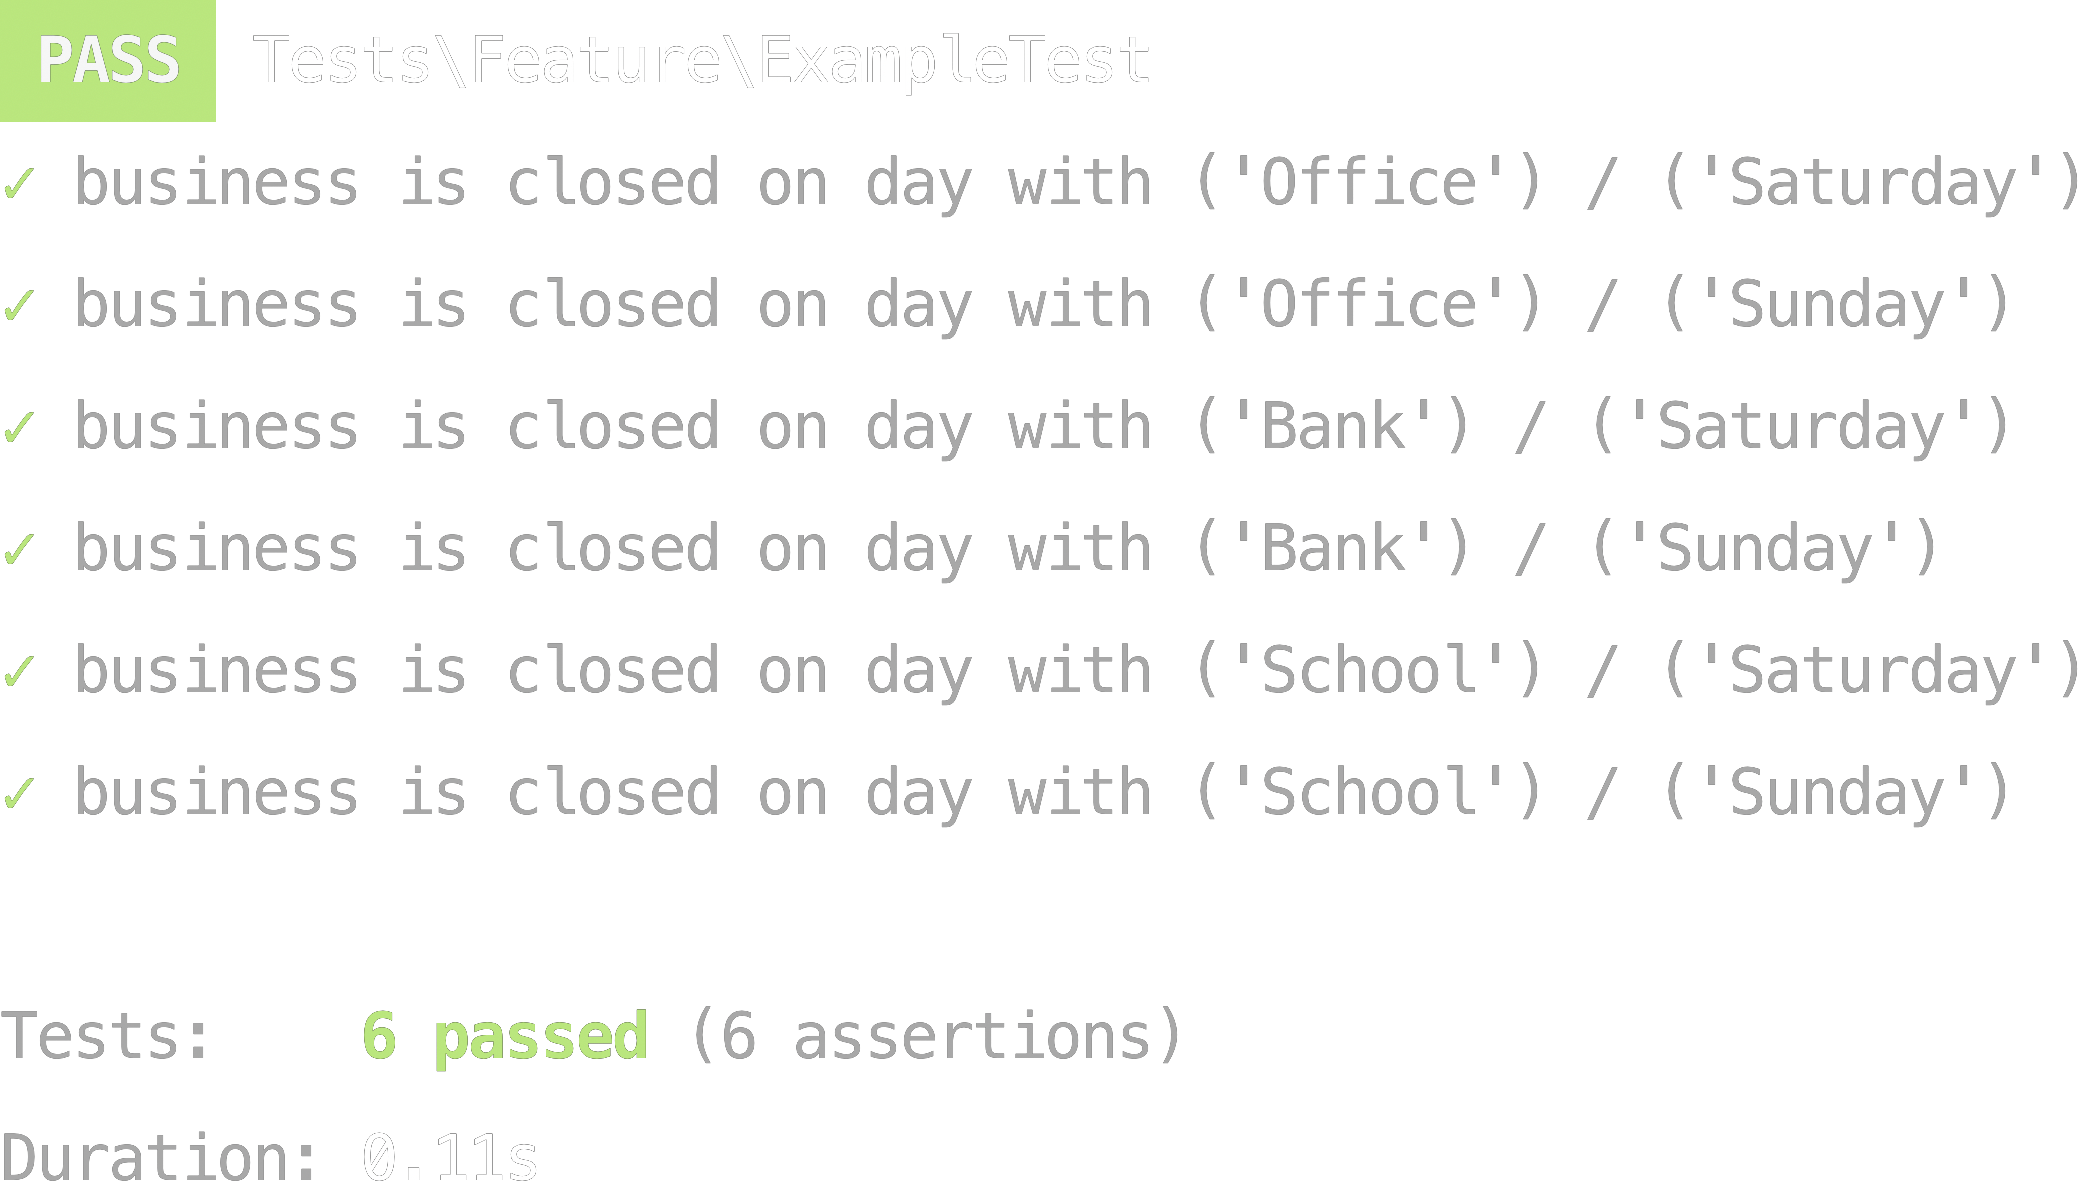 PASS Tests\Feature\ExampleTest
✓ business is closed on day with ('Office') / ('Saturday')
✓ business is closed on day with ('Office') / ('Sunday')
✓ business is closed on day with ('Bank') / ('Saturday')
✓ business is closed on day with ('Bank') / ('Sunday')
✓ business is closed on day with ('School') / ('Saturday')
✓ business is closed on day with ('School') / ('Sunday')
Tests: 6 passed (6 assertions)
Duration: 0.11s